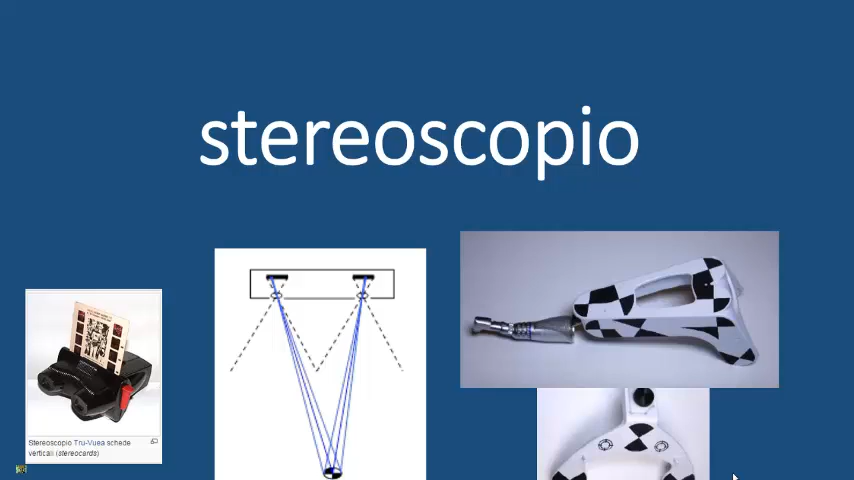 stereoscopio
Stereoscopio Tru-Vuea schede
verticali (stereocards)